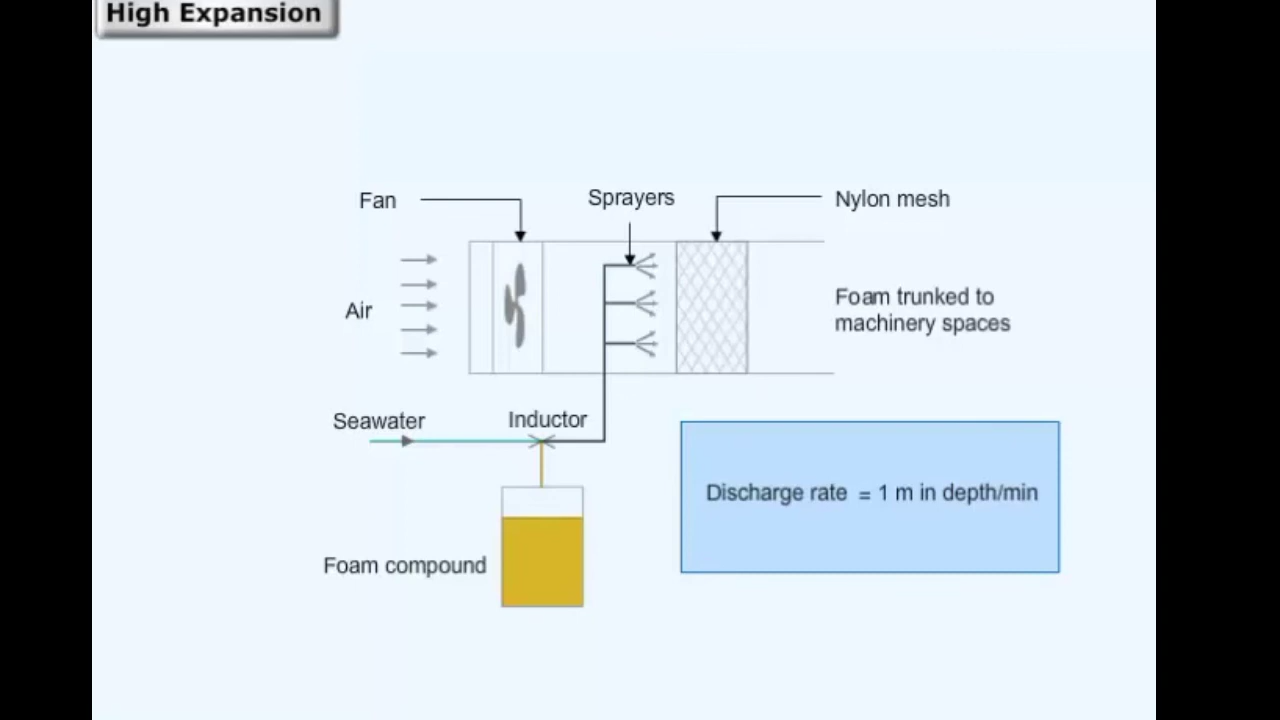 High Expansion
Fan
Sprayers
Nylon mesh
Air
Foam trunked to
machinery spaces
Seawater
Inductor
Discharge rate = 1 m in depth/min
Foam compound